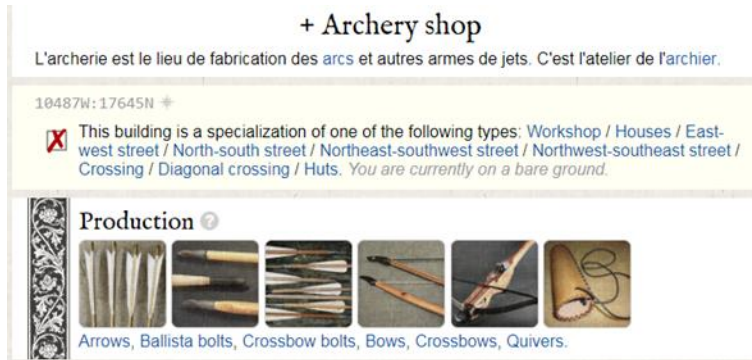 + Archery shop
L'archerie est le lieu de fabrication des arcs et autres armes de jets. C'est l'atelier de l'archier.
10487W:17645N
This building is a specialization of one of the following types: Workshop / Houses / East-
west street / North-south street / Northeast-southwest street / Northwest-southeast street /
Crossing / Diagonal crossing / Huts. You are currently on a bare ground.
Production ?
Arrows, Ballista bolts, Crossbow bolts, Bows, Crossbows, Quivers.